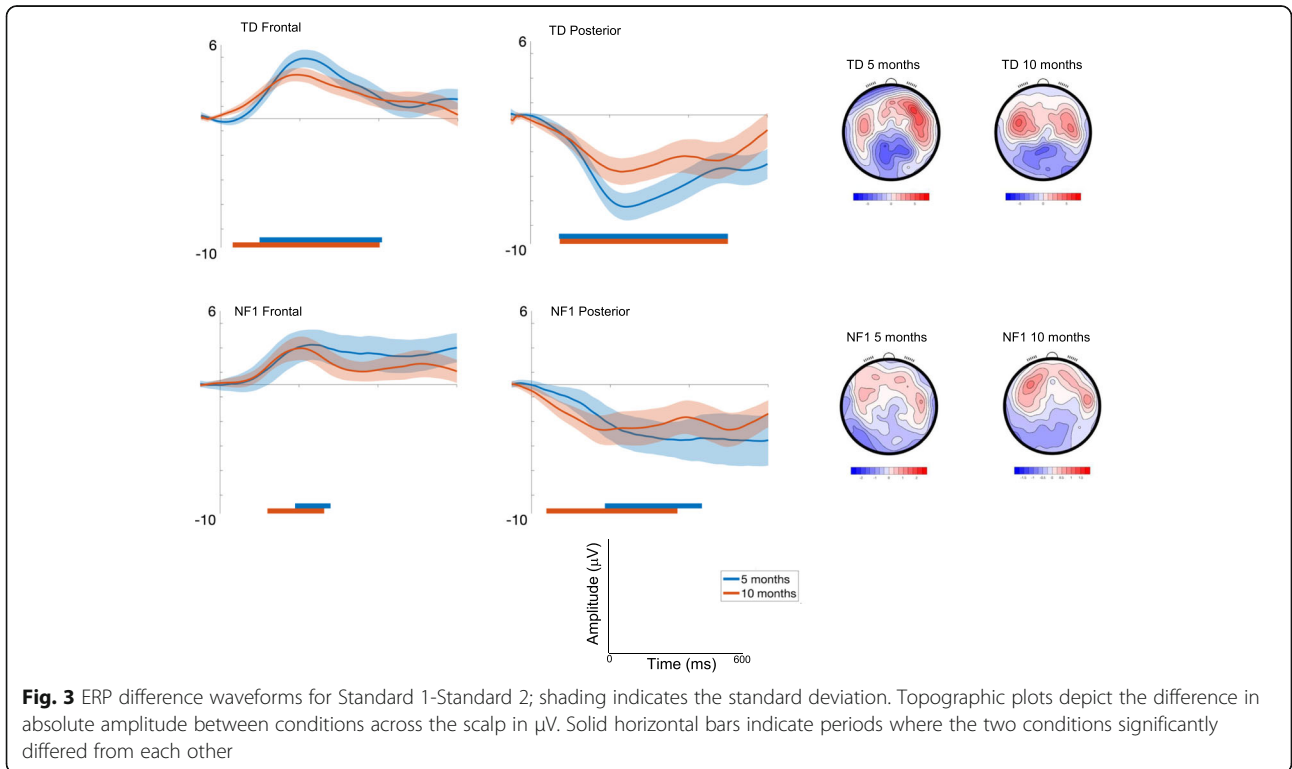 TD Frontal
6
-10
TD Posterior
6
-10
TD 5 months
TD 10 months
NF1 Frontal
6
-10
NF1 Posterior
6
-10
NF1 5 months
NF1 10 months
Amplitude (μV)
0
Time (ms)
600
5 months
10 months
Fig. 3 ERP difference waveforms for Standard 1-Standard 2; shading indicates the standard deviation. Topographic plots depict the difference in
absolute amplitude between conditions across the scalp in μV. Solid horizontal bars indicate periods where the two conditions significantly
differed from each other